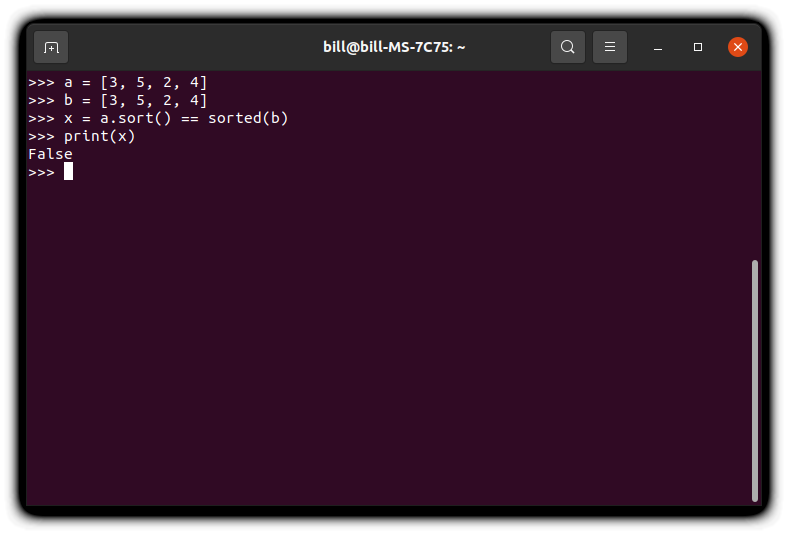 bill@bill-MS-7C75: ~
>>> a = [3, 5, 2, 4]
>>> b = [3, 5, 2, 4]
>>> x = a.sort() == sorted(b)
>>> print(x)
False
>>>